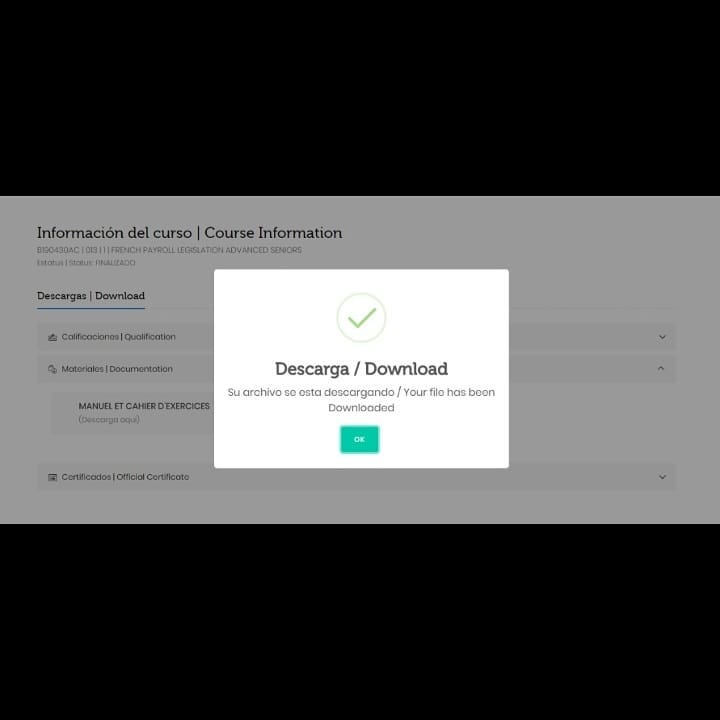 Información del curso | Course Information
B190430AC | 013 | 1 | FRENCH PAYROLL LEGISLATION ADVANCED SENIORS
Estatus | Status: FINALIZADO
Descargas | Download
Calificaciones | Qualification
Materiales | Documentation
MANUEL ET CAHIER D'EXERCICES
(Descarga aquí)
Certificados | Official Certificate
Descarga / Download
Su archivo se esta descargando / Your file has been
Downloaded
OK